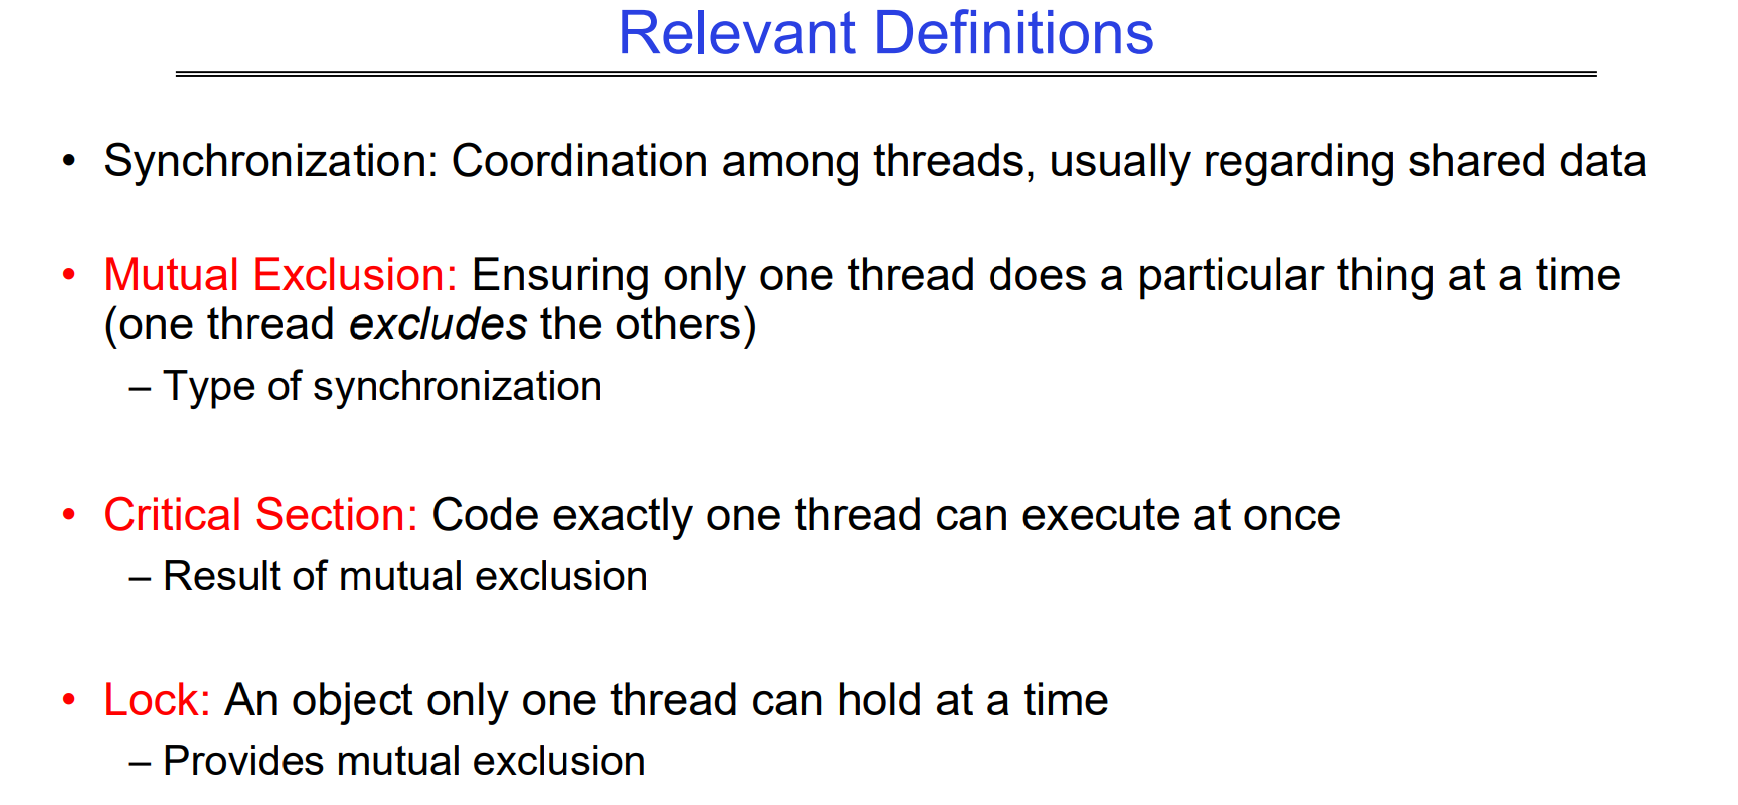 Relevant Definitions
• Synchronization: Coordination among threads, usually regarding shared data
• Mutual Exclusion: Ensuring only one thread does a particular thing at a time
(one thread excludes the others)
– Type of synchronization
• Critical Section: Code exactly one thread can execute at once
– Result of mutual exclusion
• Lock: An object only one thread can hold at a time
– Provides mutual exclusion